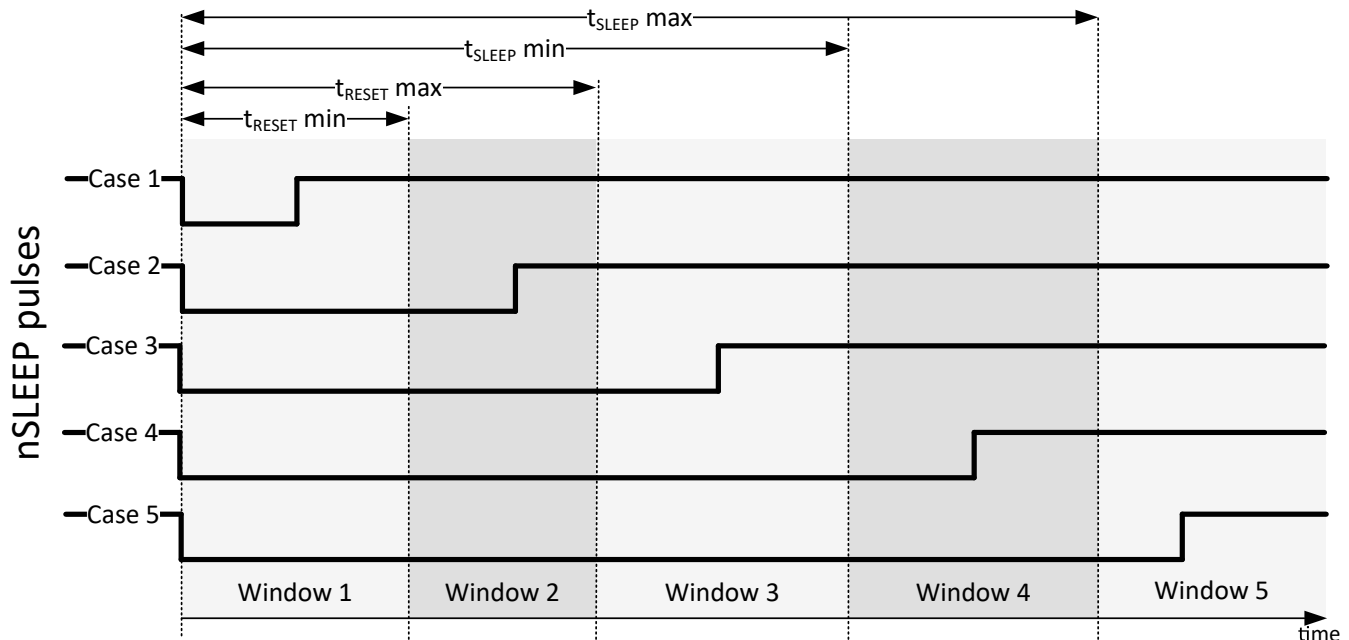 tSLEEP max
tSLEEP min
tRESET max
tRESET min
nSLEEP pulses
Case 1
Case 2
Case 3
Case 4
Case 5
Window 1 Window 2 Window 3 Window 4 Window 5
time